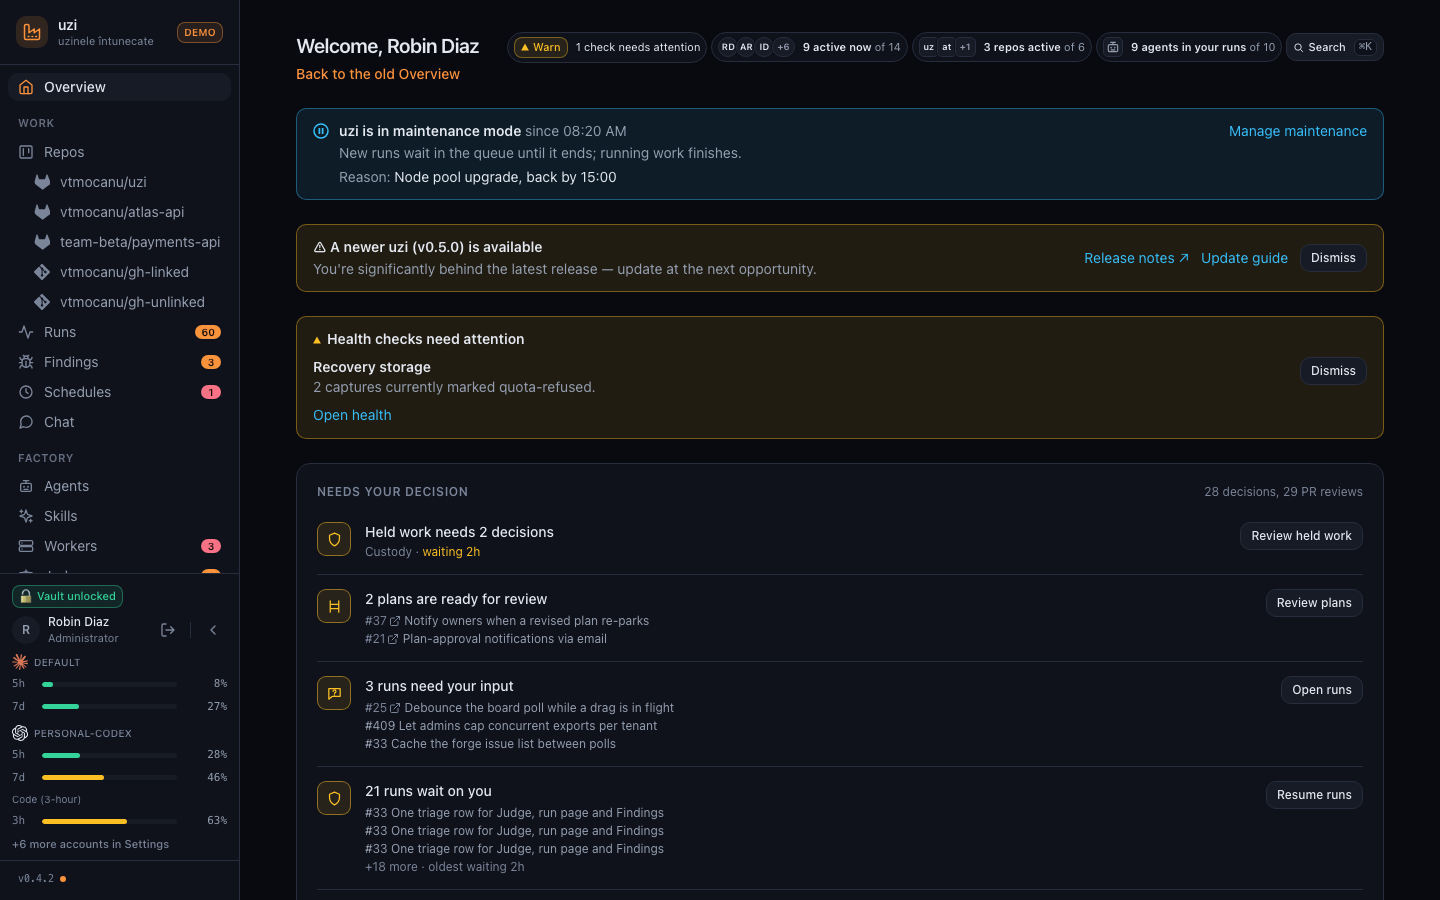 uzi
uzinele întunecate
DEMO
Overview
WORK
Repos
vtmocanu/uzi
vtmocanu/atlas-api
team-beta/payments-api
vtmocanu/gh-linked
vtmocanu/gh-unlinked
Runs 60
Findings 3
Schedules 1
Chat
FACTORY
Agents
Skills
Workers 3
Vault unlocked
R
Robin Diaz
Administrator
DEFAULT
5h 8%
7d 27%
PERSONAL-CODEX
5h 28%
7d 46%
Code (3-hour)
3h 63%
+6 more accounts in Settings
v0.4.2
Welcome, Robin Diaz
Back to the old Overview
Warn 1 check needs attention
RD AR ID +6 9 active now of 14
uz at +1 3 repos active of 6
9 agents in your runs of 10
Search ⌘K
uzi is in maintenance mode since 08:20 AM
New runs wait in the queue until it ends; running work finishes.
Reason: Node pool upgrade, back by 15:00
Manage maintenance
A newer uzi (v0.5.0) is available
You're significantly behind the latest release — update at the next opportunity.
Release notes ↗ Update guide Dismiss
Health checks need attention
Recovery storage
2 captures currently marked quota-refused.
Dismiss
Open health
NEEDS YOUR DECISION
28 decisions, 29 PR reviews
Held work needs 2 decisions
Custody · waiting 2h
Review held work
2 plans are ready for review
#37 Notify owners when a revised plan re-parks
#21 Plan-approval notifications via email
Review plans
3 runs need your input
#25 Debounce the board poll while a drag is in flight
#409 Let admins cap concurrent exports per tenant
#33 Cache the forge issue list between polls
Open runs
21 runs wait on you
#33 One triage row for Judge, run page and Findings
#33 One triage row for Judge, run page and Findings
#33 One triage row for Judge, run page and Findings
+18 more · oldest waiting 2h
Resume runs